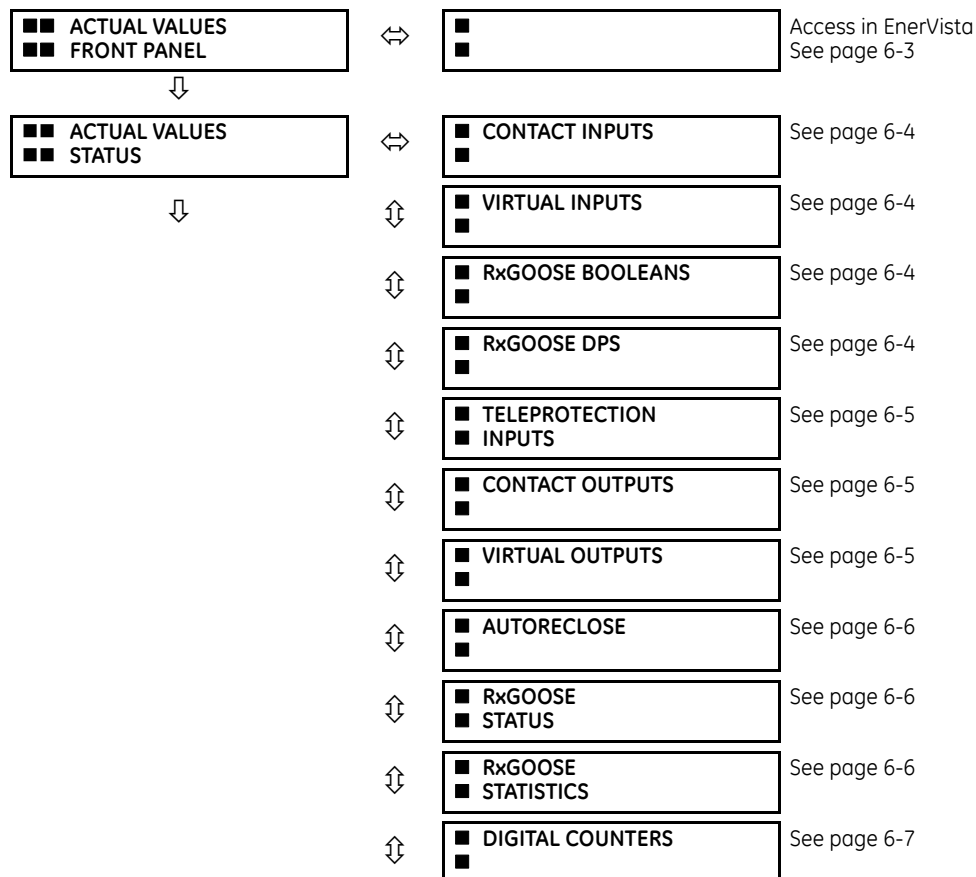 ■■ ACTUAL VALUES
■■ FRONT PANEL
■
■
Access in EnerVista
See page 6-3
■■ ACTUAL VALUES
■■ STATUS
■ CONTACT INPUTS
■
See page 6-4
■ VIRTUAL INPUTS
■
See page 6-4
■ RxGOOSE BOOLEANS
■
See page 6-4
■ RxGOOSE DPS
■
See page 6-4
■ TELEPROTECTION
■ INPUTS
See page 6-5
■ CONTACT OUTPUTS
■
See page 6-5
■ VIRTUAL OUTPUTS
■
See page 6-5
■ AUTORECLOSE
■
See page 6-6
■ RxGOOSE
■ STATUS
See page 6-6
■ RxGOOSE
■ STATISTICS
See page 6-6
■ DIGITAL COUNTERS
■
See page 6-7